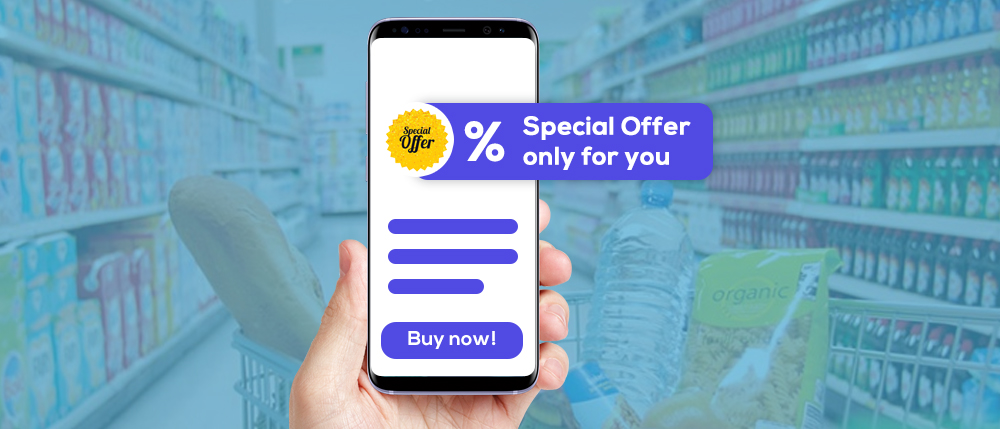 Special
Offer
%
Special Offer
only for you
Buy now!
organic